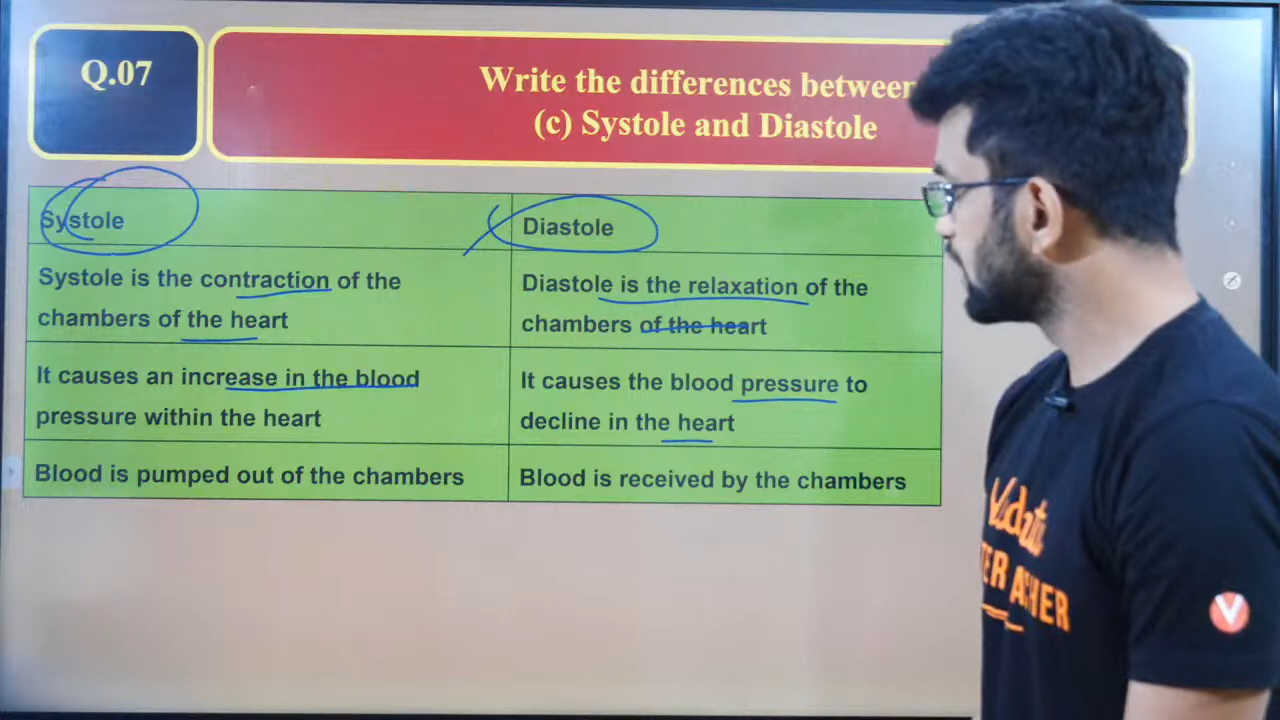 Q.07
Write the differences between
(c) Systole and Diastole
Systole
Diastole
Systole is the contraction of the
chambers of the heart
Diastole is the relaxation of the
chambers of the heart
It causes an increase in the blood
pressure within the heart
It causes the blood pressure to
decline in the heart
Blood is pumped out of the chambers
Blood is received by the chambers
V